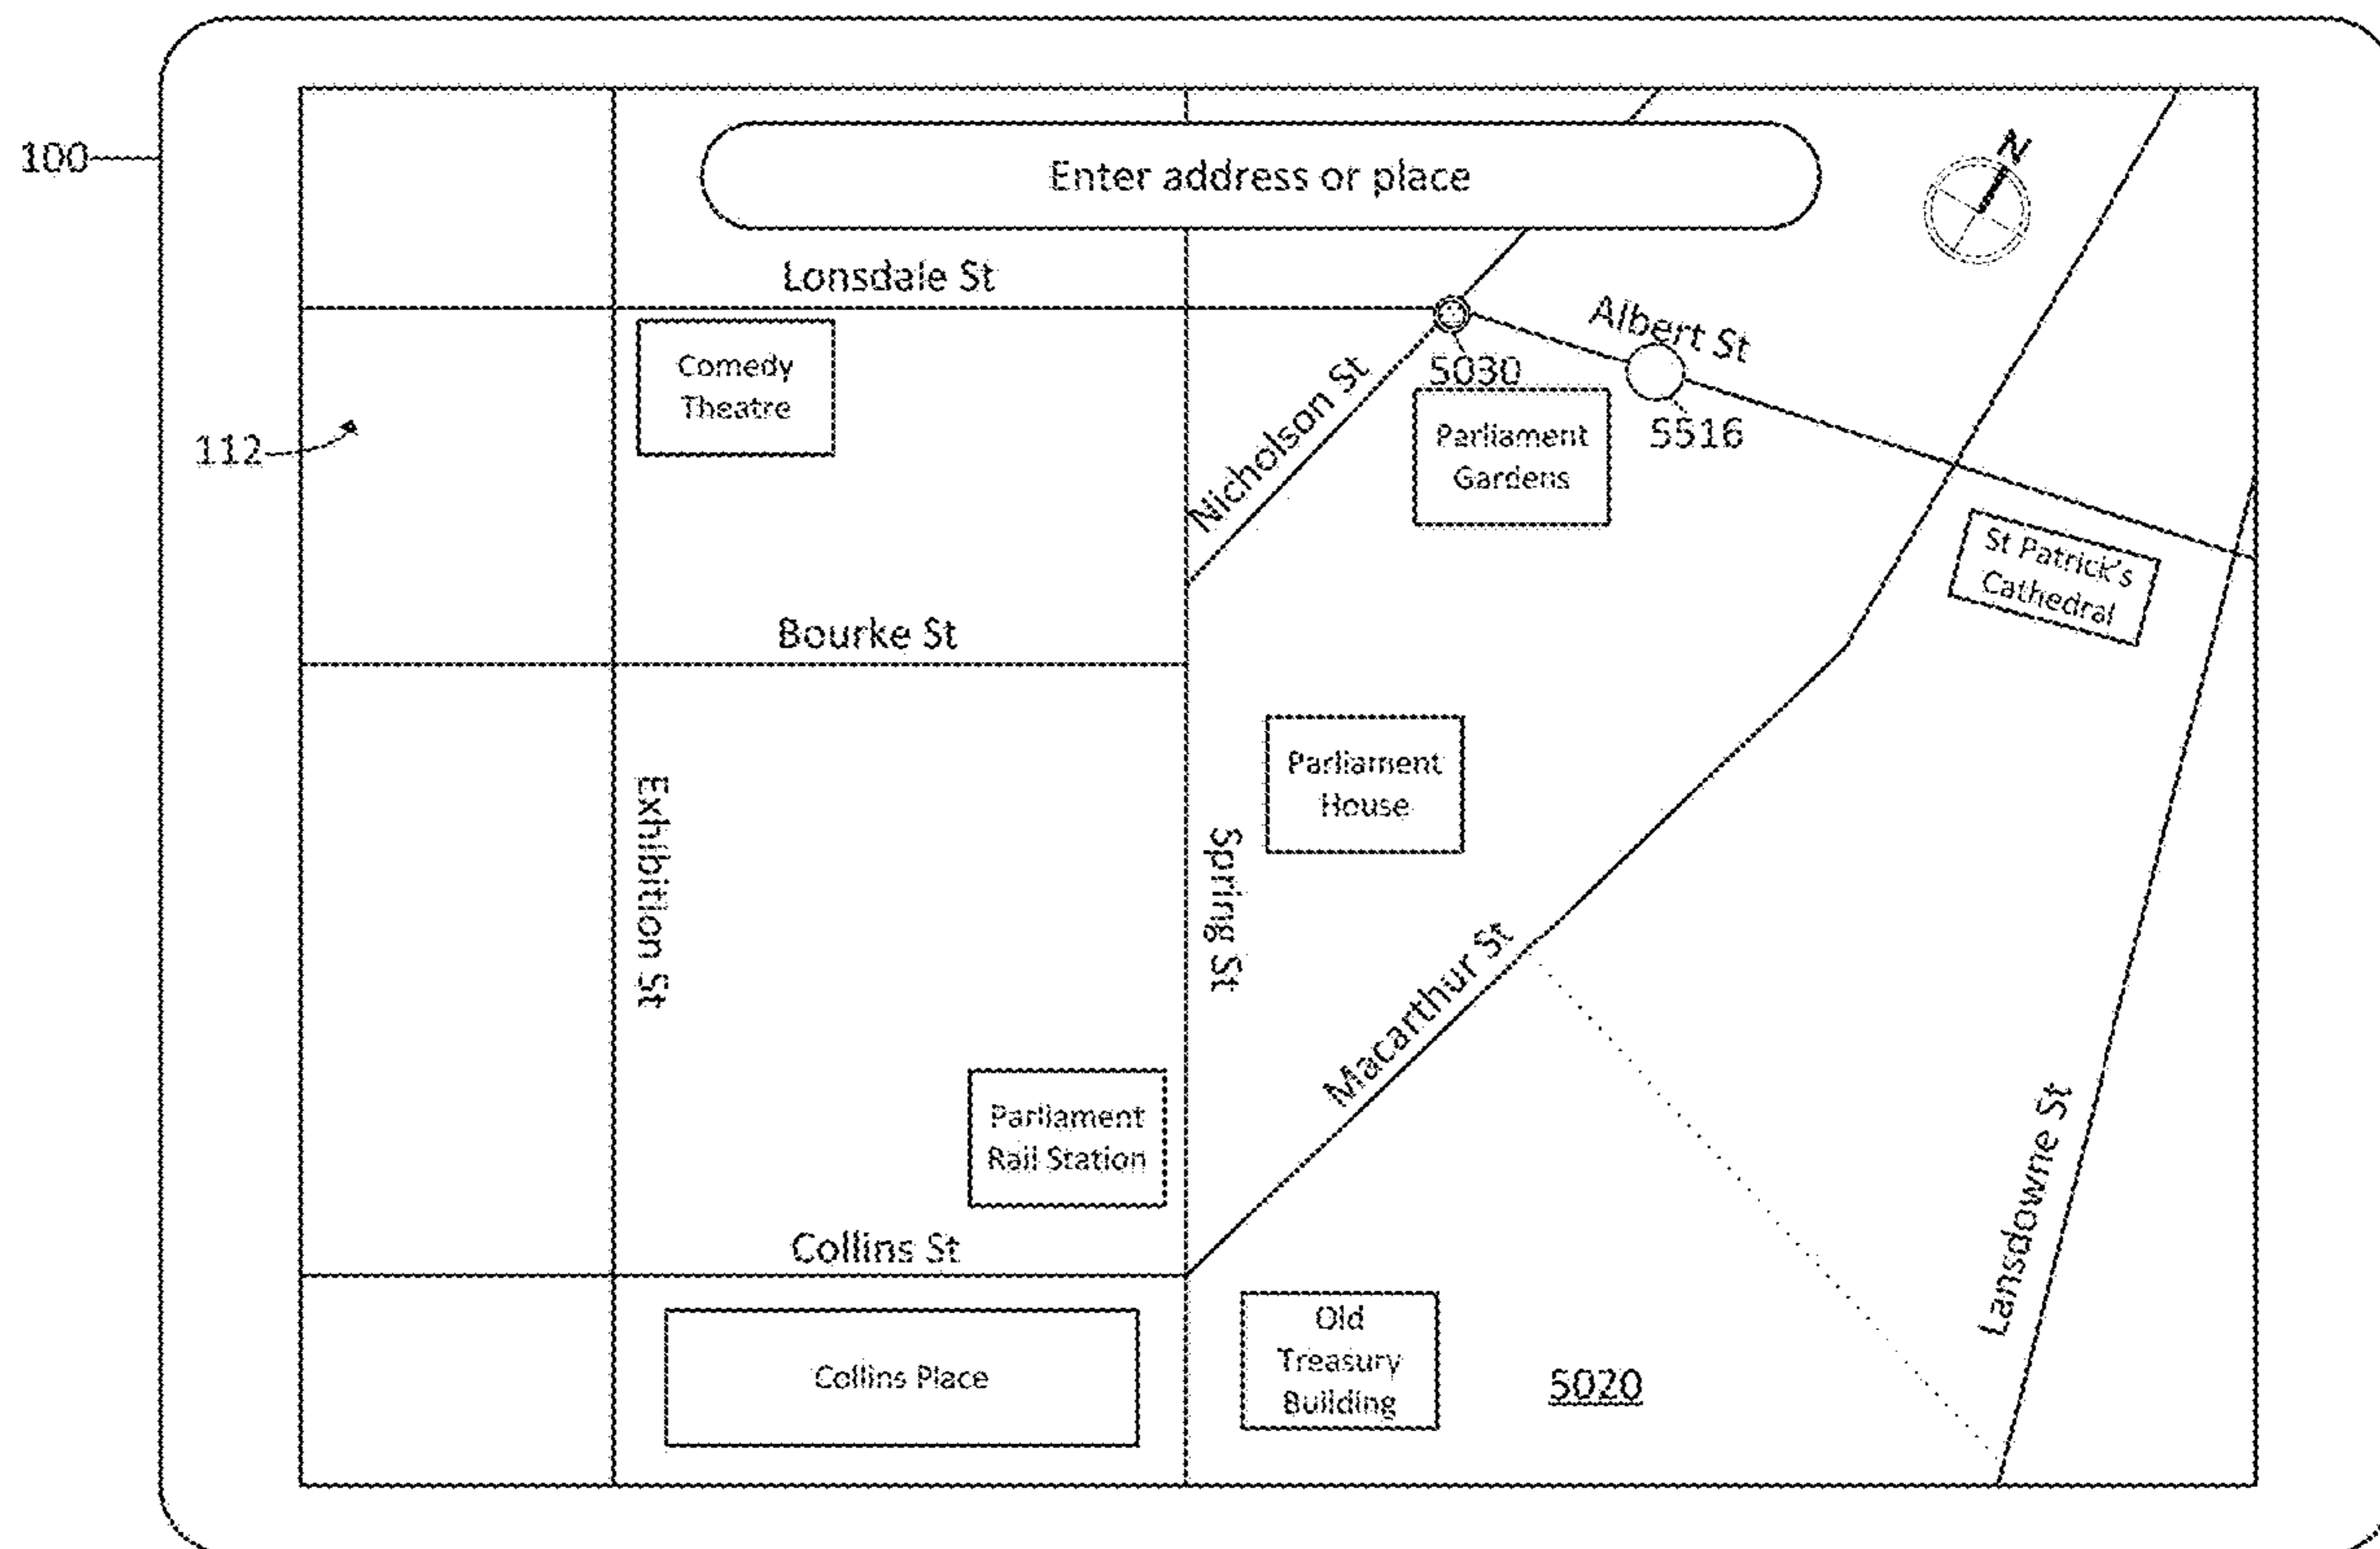 N
100
Enter address or place
Lonsdale St
Albert St
Comedy
Theatre
5030
Nicholson St
5516
112
Parliament
Gardens
St Patrick's
Cathedral
Bourke St
Parliament
House
Exhibition St
Spring St
Macarthur St
Parliament
Rail Station
Lansdowne St
Collins St
Old
Treasury
Building
Collins Place
5020